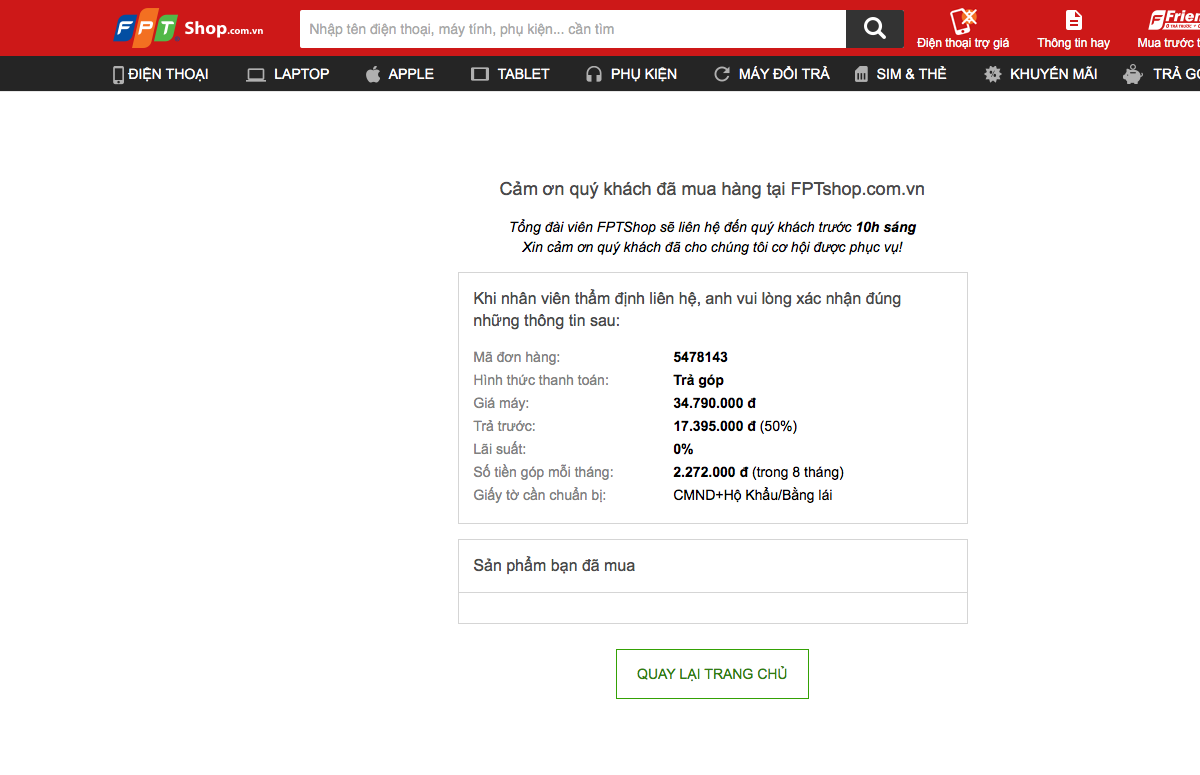 FPT Shop.com.vn
Nhập tên điện thoại, máy tính, phụ kiện... cần tìm
Điện thoại trợ giá
Thông tin hay
Mua trước t
ĐIỆN THOẠI
LAPTOP
APPLE
TABLET
PHỤ KIỆN
MÁY ĐỔI TRẢ
SIM & THẺ
KHUYẾN MÃI
TRẢ GÓ
Cảm ơn quý khách đã mua hàng tại FPTshop.com.vn
Tổng đài viên FPTShop sẽ liên hệ đến quý khách trước 10h sáng
Xin cảm ơn quý khách đã cho chúng tôi cơ hội được phục vụ!
Khi nhân viên thẩm định liên hệ, anh vui lòng xác nhận đúng
những thông tin sau:
Mã đơn hàng: 5478143
Hình thức thanh toán: Trả góp
Giá máy: 34.790.000 đ
Trả trước: 17.395.000 đ (50%)
Lãi suất: 0%
Số tiền góp mỗi tháng: 2.272.000 đ (trong 8 tháng)
Giấy tờ cần chuẩn bị: CMND+Hộ Khẩu/Bằng lái
Sản phẩm bạn đã mua
QUAY LẠI TRANG CHỦ